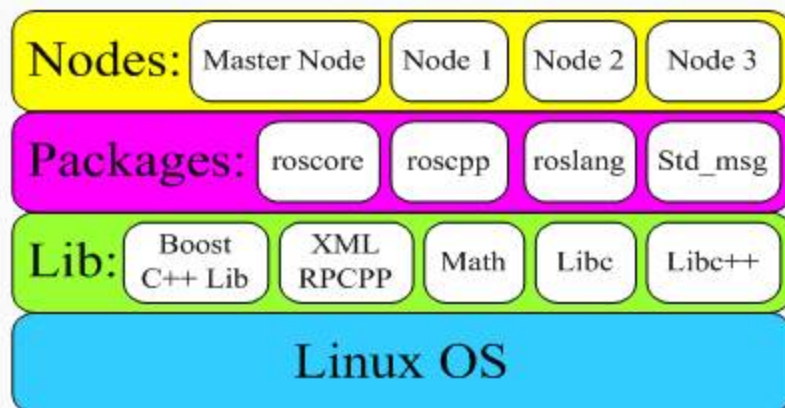 Nodes: Master Node Node 1 Node 2 Node 3
Packages: roscore roscpp roslang Std_msg
Lib: Boost C++ Lib XML RPCPP Math Libc Libc++
Linux OS